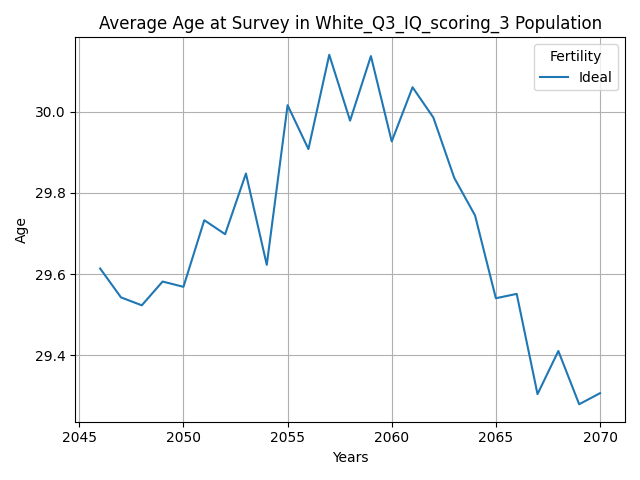 Average Age at Survey in White_Q3_IQ_scoring_3 Population
Fertility
Ideal
30.0
29.8
29.6
29.4
Age
2045
2050
2055
2060
2065
2070
Years